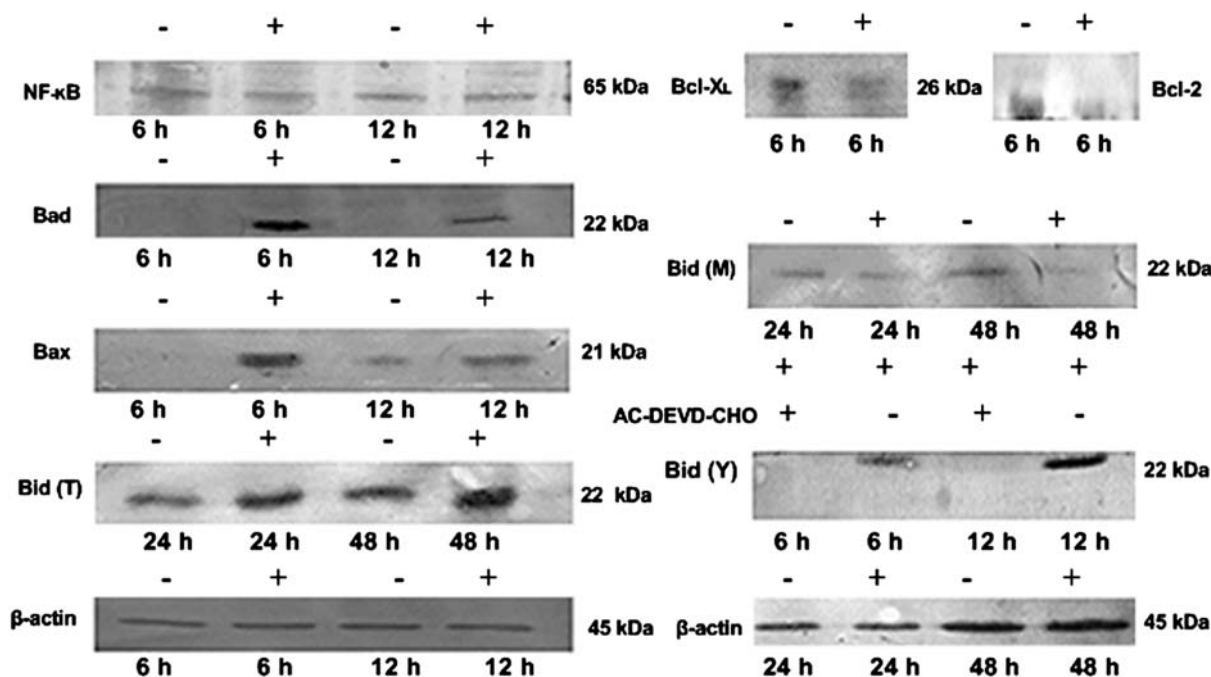 - + - +
NF-κB 65 kDa
6 h 6 h 12 h 12 h
- + - +
Bad 22 kDa
6 h 6 h 12 h 12 h
- + - +
Bax 21 kDa
6 h 6 h 12 h 12 h
- + - +
Bid (T) 22 kDa
24 h 24 h 48 h 48 h
- + - +
β-actin 45 kDa
6 h 6 h 12 h 12 h
- + - +
Bcl-XL 26 kDa Bcl-2
6 h 6 h 6 h 6 h
- + - +
Bid (M) 22 kDa
24 h 24 h 48 h 48 h
+ + + +
AC-DEVD-CHO + - + -
Bid (Y) 22 kDa
6 h 6 h 12 h 12 h
- + - +
β-actin 45 kDa
24 h 24 h 48 h 48 h